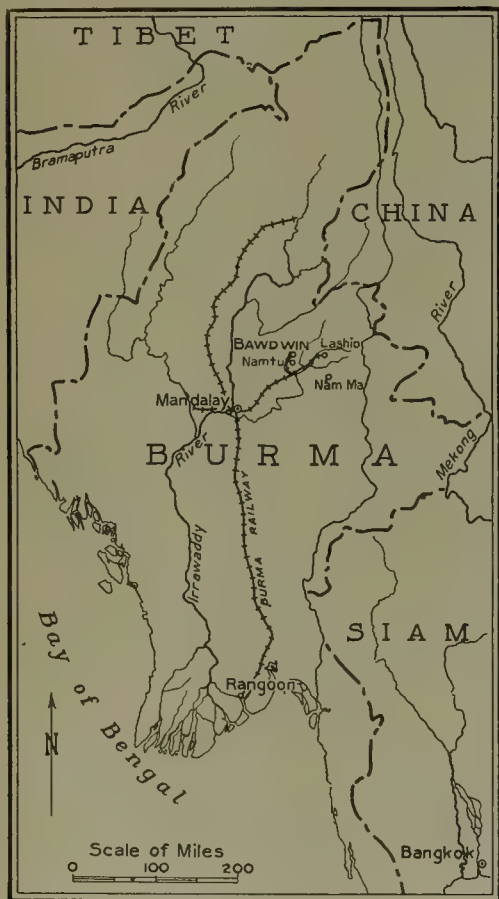 TIBET
Bramaputra River
INDIA
CHINA
River
BAWDWIN
Lashio
Namtu
Nam Ma
Mandalay
BURMA
River
Mekong
Irrawaddy
BURMA RAILWAY
SIAM
Bay of Bengal
Rangoon
N
Scale of Miles
0 100 200
Bangkok